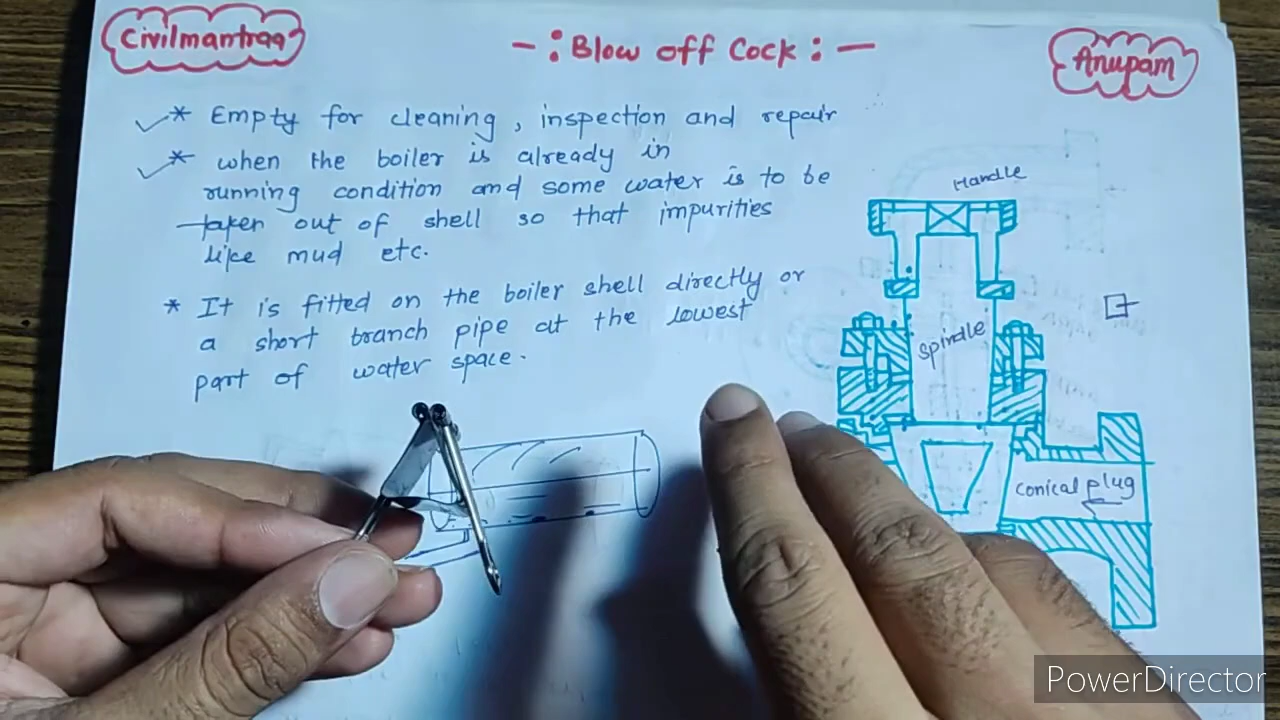 Civilmantraa
- : Blow off Cock : -
Anupam
* Empty for cleaning, inspection and repair
* when the boiler is already in
running condition and some water is to be
taken out of shell so that impurities
like mud etc.
* It is fitted on the boiler shell directly or
a short branch pipe at the lowest
part of water space.
Handle
Spindle
Conical plug
PowerDirector